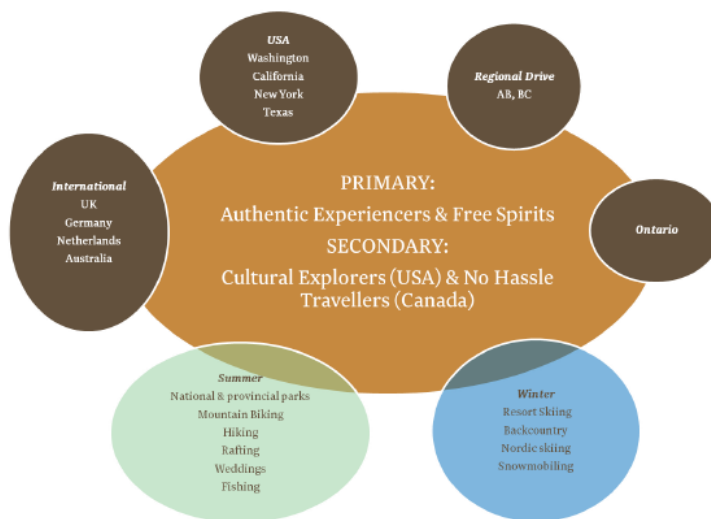 USA
Washington
California
New York
Texas
Regional Drive
AB, BC
International
UK
Germany
Netherlands
Australia
PRIMARY:
Authentic Experiencers & Free Spirits
SECONDARY:
Cultural Explorers (USA) & No Hassle
Travellers (Canada)
Ontario
Summer
National & provincial parks
Mountain Biking
Hiking
Rafting
Weddings
Fishing
Winter
Resort Skiing
Backcountry
Nordic skiing
Snowmobiling